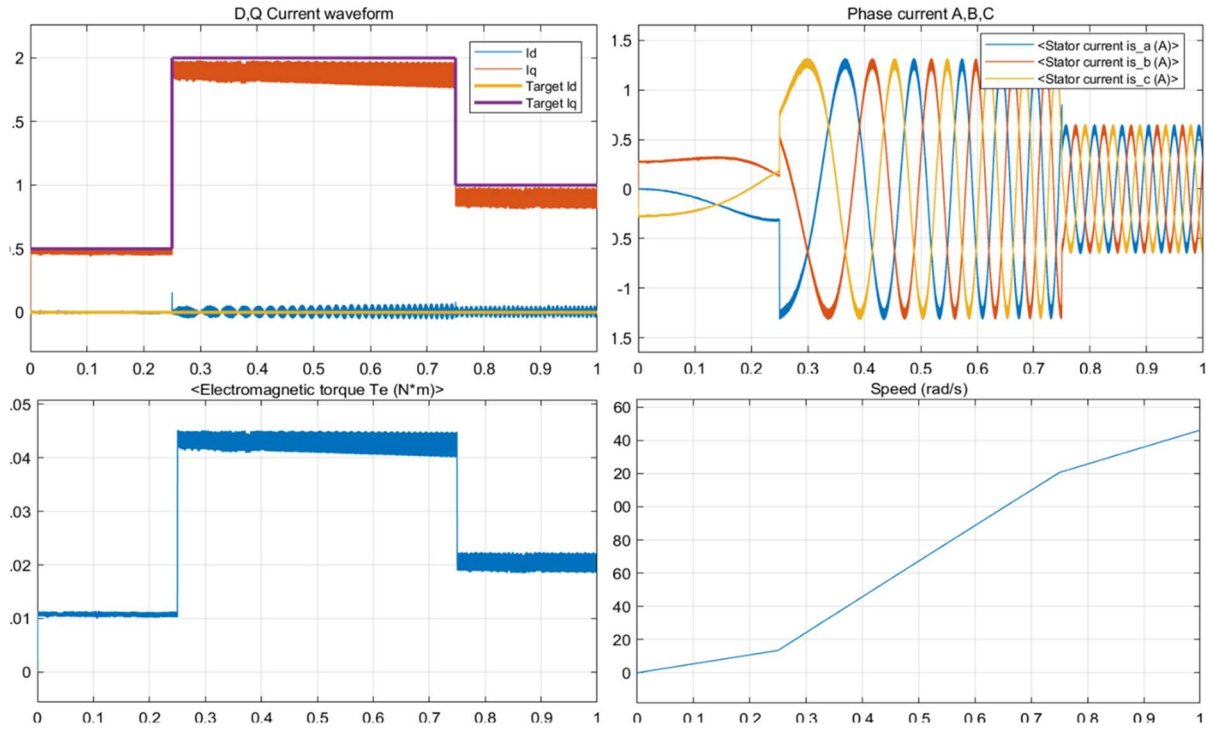 D,Q Current waveform
2
.5
1
).5
0
Id
Iq
Target Id
Target Iq
0 0.1 0.2 0.3 0.4 0.5 0.6 0.7 0.8 0.9 1
Phase current A,B,C
1.5
1
0.5
0
0.5
-1
1.5
<Stator current is_a (A)>
<Stator current is_b (A)>
<Stator current is_c (A)>
0 0.1 0.2 0.3 0.4 0.5 0.6 0.7 0.8 0.9 1
<Electromagnetic torque Te (N*m)>
.05
.04
.03
.02
.01
0
0 0.1 0.2 0.3 0.4 0.5 0.6 0.7 0.8 0.9 1
Speed (rad/s)
60
40
20
00
80
60
40
20
0
0 0.1 0.2 0.3 0.4 0.5 0.6 0.7 0.8 0.9 1